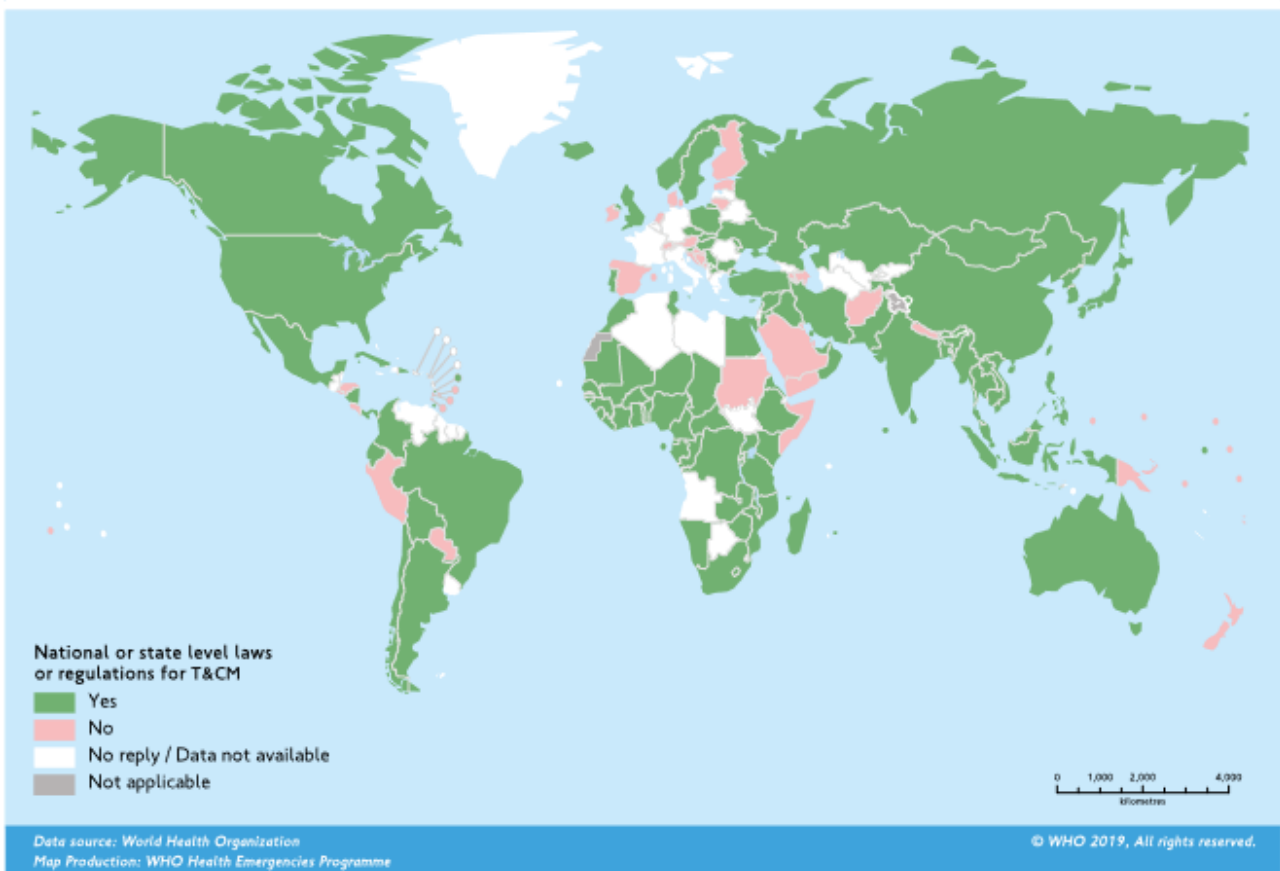 National or state level laws
or regulations for T&CM
Yes
No
No reply / Data not available
Not applicable
0 1,000 2,000 4,000
kilometres
Data source: World Health Organization
© WHO 2019, All rights reserved.
Map Production: WHO Health Emergencies Programme